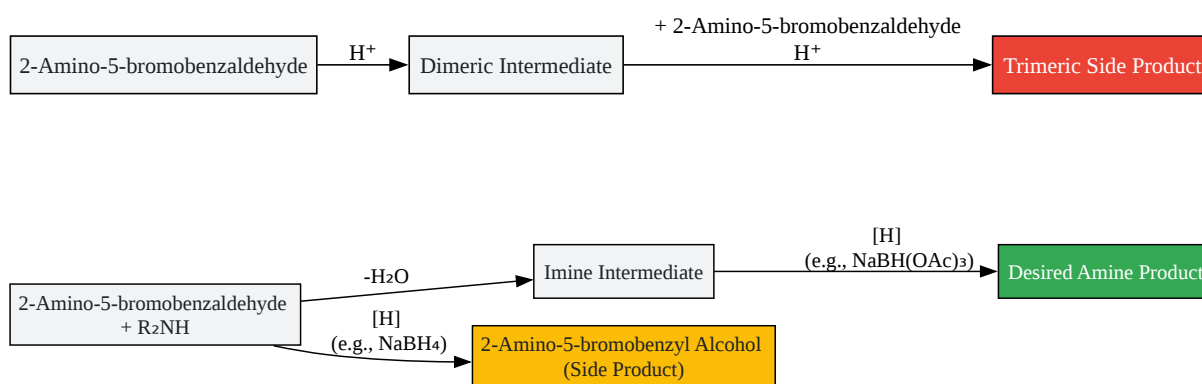 + 2-Amino-5-bromobenzaldehyde
H⁺
H⁺
2-Amino-5-bromobenzaldehyde
Dimeric Intermediate
Trimeric Side Product
[H]
(e.g., NaBH(OAc)₃)
-H₂O
Imine Intermediate
Desired Amine Product
2-Amino-5-bromobenzaldehyde
+ R₂NH
[H]
(e.g., NaBH₄)
2-Amino-5-bromobenzyl Alcohol
(Side Product)